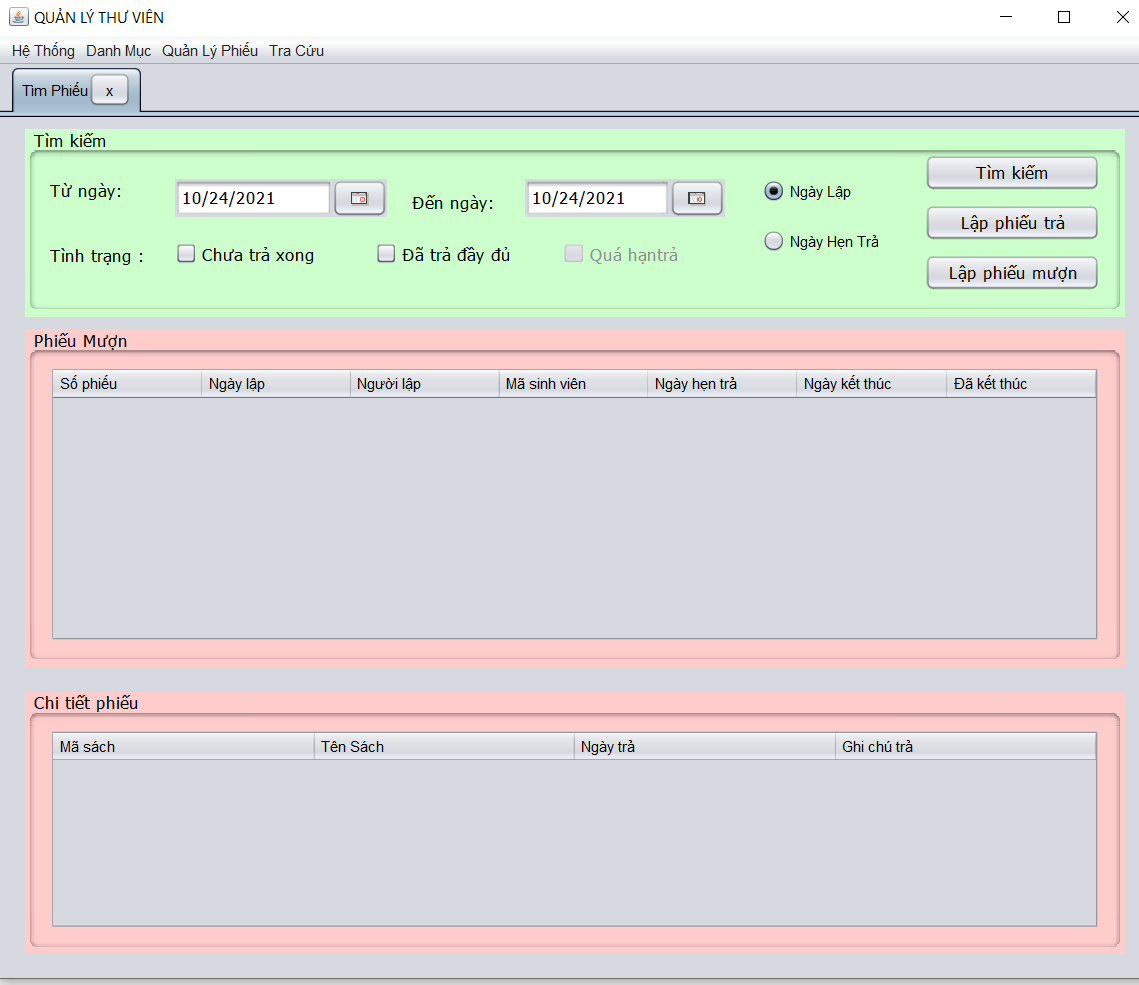 QUẢN LÝ THƯ VIÊN
Hệ Thống Danh Mục Quản Lý Phiếu Tra Cứu
Tìm Phiếu x
Tìm kiếm
Từ ngày: 10/24/2021 Đến ngày: 10/24/2021 Ngày Lập Tìm kiếm
Lập phiếu trả
Tình trạng : Chưa trả xong Đã trả đầy đủ Quá hạntrả Ngày Hẹn Trả
Lập phiếu mượn
Phiếu Mượn
Số phiếu Ngày lập Người lập Mã sinh viên Ngày hẹn trả Ngày kết thúc Đã kết thúc
Chi tiết phiếu
Mã sách Tên Sách Ngày trả Ghi chú trả